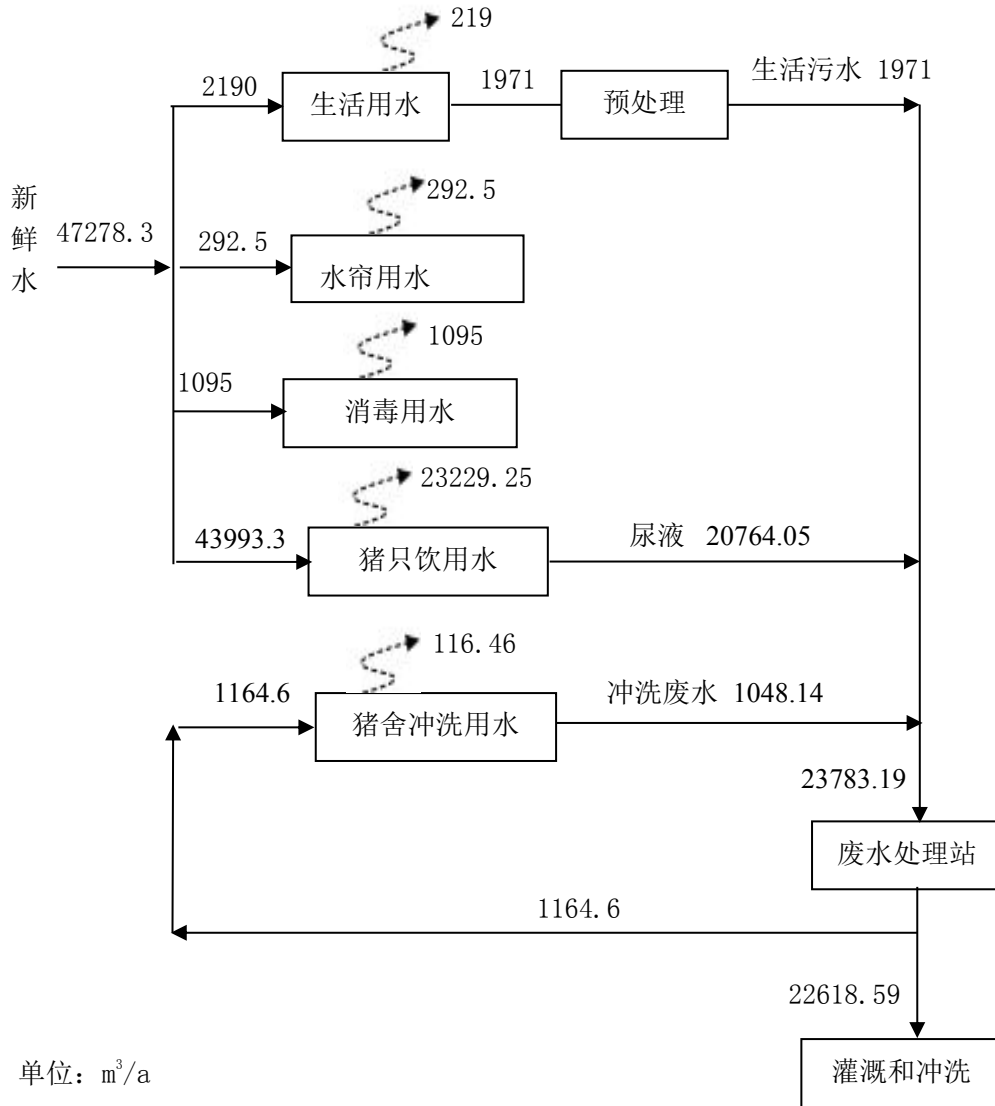 219
2190
生活用水
1971
预处理
生活污水 1971
292.5
新鲜水
47278.3
292.5
水帘用水
1095
1095
消毒用水
23229.25
43993.3
猪只饮用水
尿液 20764.05
116.46
1164.6
猪舍冲洗用水
冲洗废水 1048.14
23783.19
废水处理站
1164.6
22618.59
单位：m³/a
灌溉和冲洗